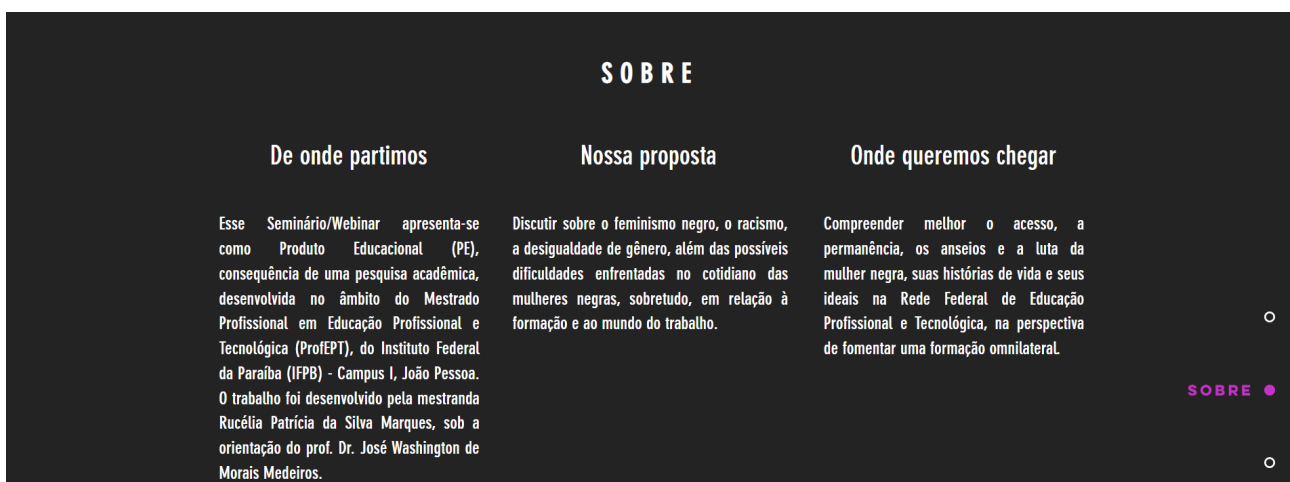 SOBRE
De onde partimos
Esse Seminário/Webinar apresenta-se
como Produto Educacional (PE),
consequência de uma pesquisa acadêmica,
desenvolvida no âmbito do Mestrado
Profissional em Educação Profissional e
Tecnológica (ProfEPT), do Instituto Federal
da Paraíba (IFPB) - Campus I, João Pessoa.
O trabalho foi desenvolvido pela mestranda
Rucélia Patrícia da Silva Marques, sob a
orientação do prof. Dr. José Washington de
Morais Medeiros.
Nossa proposta
Discutir sobre o feminismo negro, o racismo,
a desigualdade de gênero, além das possíveis
dificuldades enfrentadas no cotidiano das
mulheres negras, sobretudo, em relação à
formação e ao mundo do trabalho.
Onde queremos chegar
Compreender melhor o acesso, a
permanência, os anseios e a luta da
mulher negra, suas histórias de vida e seus
ideais na Rede Federal de Educação
Profissional e Tecnológica, na perspectiva
de fomentar uma formação omnilateral.
SOBRE